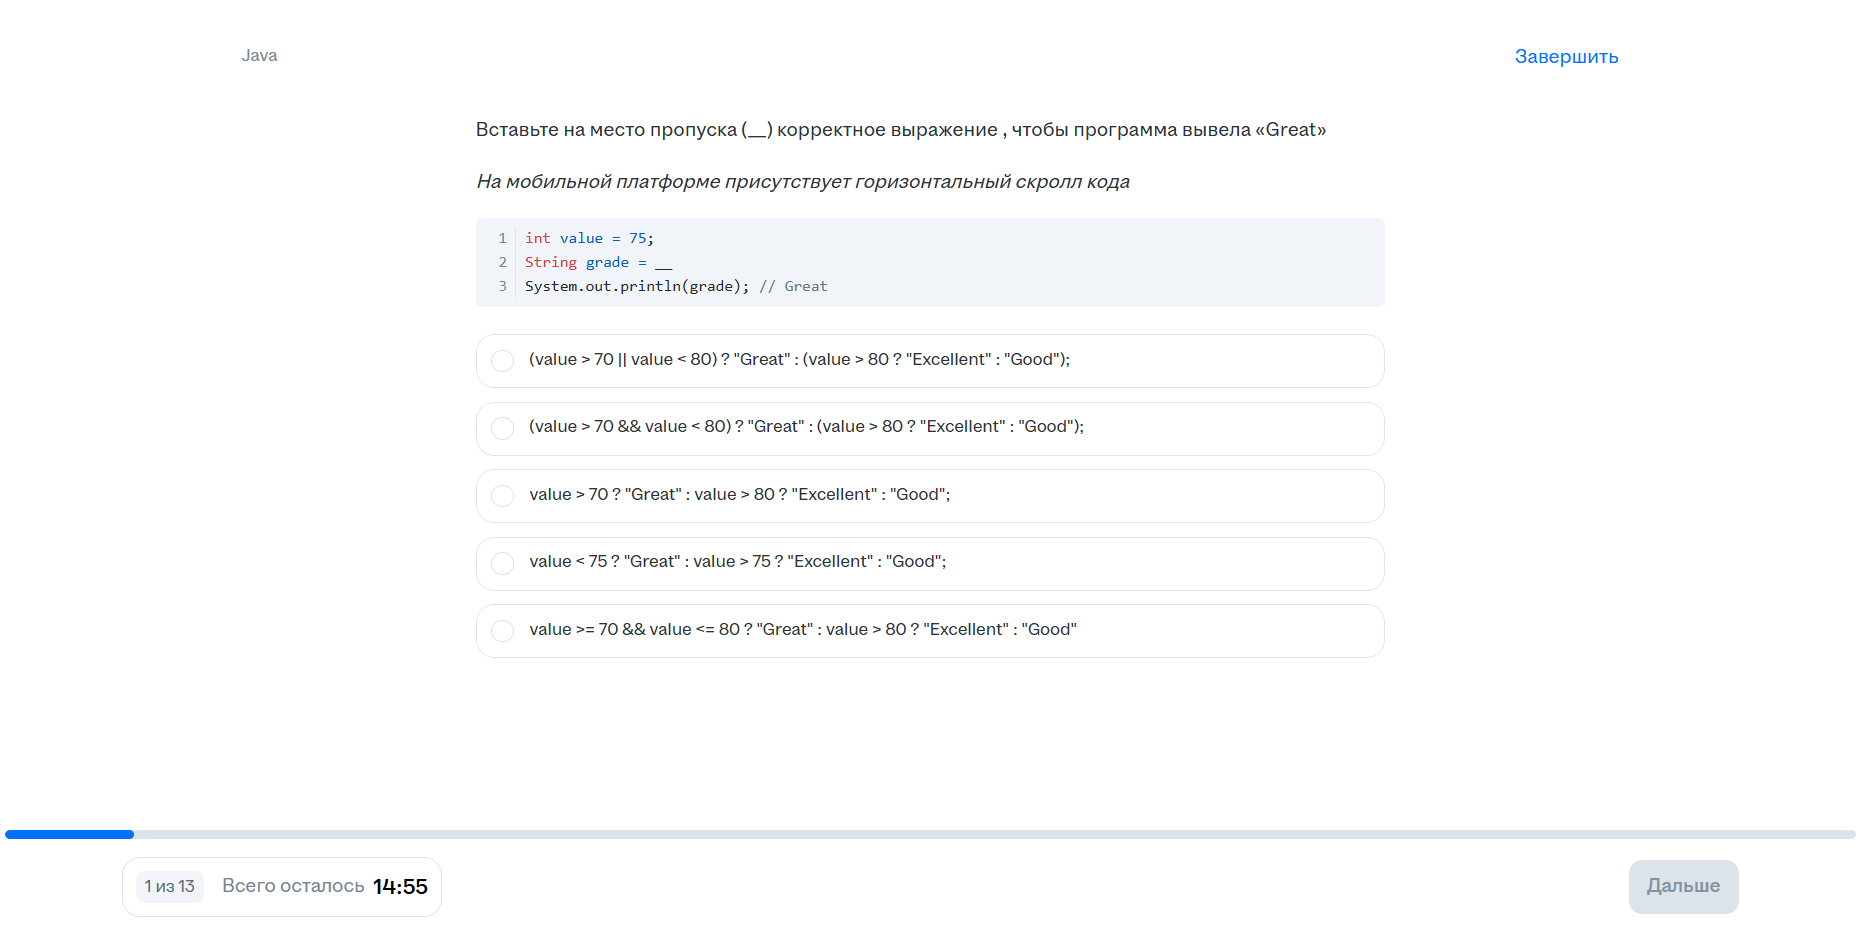 Java
Завершить
Вставьте на место пропуска (__) корректное выражение , чтобы программа вывела «Great»
На мобильной платформе присутствует горизонтальный скролл кода
1 int value = 75;
2 String grade = __
3 System.out.println(grade); // Great
(value > 70 || value < 80) ? "Great" : (value > 80 ? "Excellent" : "Good");
(value > 70 && value < 80) ? "Great" : (value > 80 ? "Excellent" : "Good");
value > 70 ? "Great" : value > 80 ? "Excellent" : "Good";
value < 75 ? "Great" : value > 75 ? "Excellent" : "Good";
value >= 70 && value <= 80 ? "Great" : value > 80 ? "Excellent" : "Good"
1 из 13 Всего осталось 14:55
Дальше